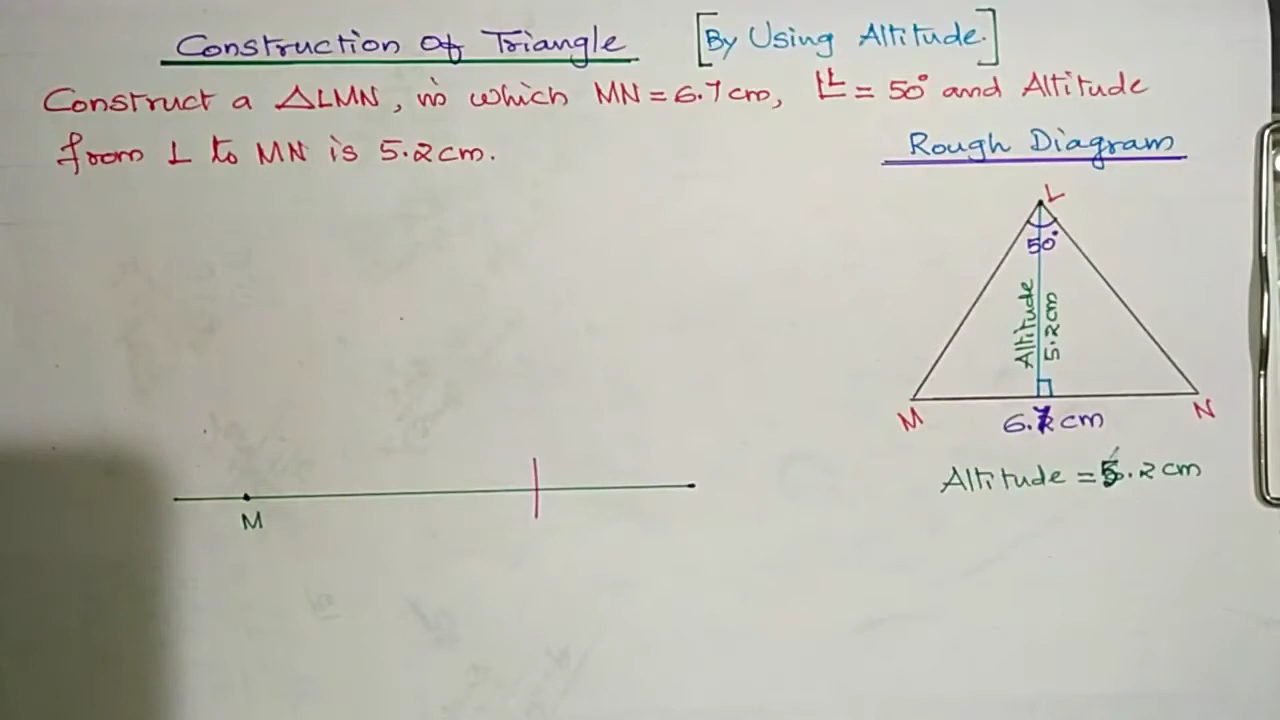 Construction Of Triangle [By Using Altitude.]
Construct a △LMN, in which MN = 6.7 cm, ∟L = 50° and Altitude
from L to MN is 5.2 cm.
Rough Diagram
L
50°
Altitude
5.2 cm
M
N
6.7 cm
Altitude = 5.2 cm
M